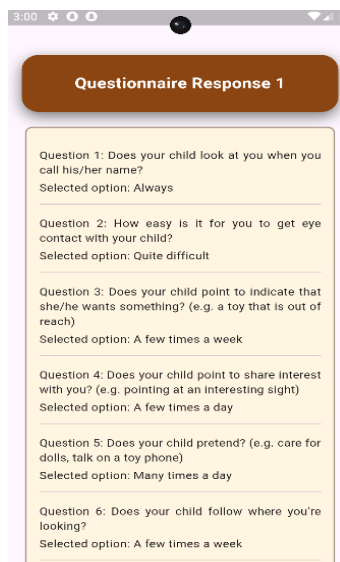 3:00
Questionnaire Response 1
Question 1: Does your child look at you when you
call his/her name?
Selected option: Always
Question 2: How easy is it for you to get eye
contact with your child?
Selected option: Quite difficult
Question 3: Does your child point to indicate that
she/he wants something? (e.g. a toy that is out of
reach)
Selected option: A few times a week
Question 4: Does your child point to share interest
with you? (e.g. pointing at an interesting sight)
Selected option: A few times a day
Question 5: Does your child pretend? (e.g. care for
dolls, talk on a toy phone)
Selected option: Many times a day
Question 6: Does your child follow where you're
looking?
Selected option: A few times a week